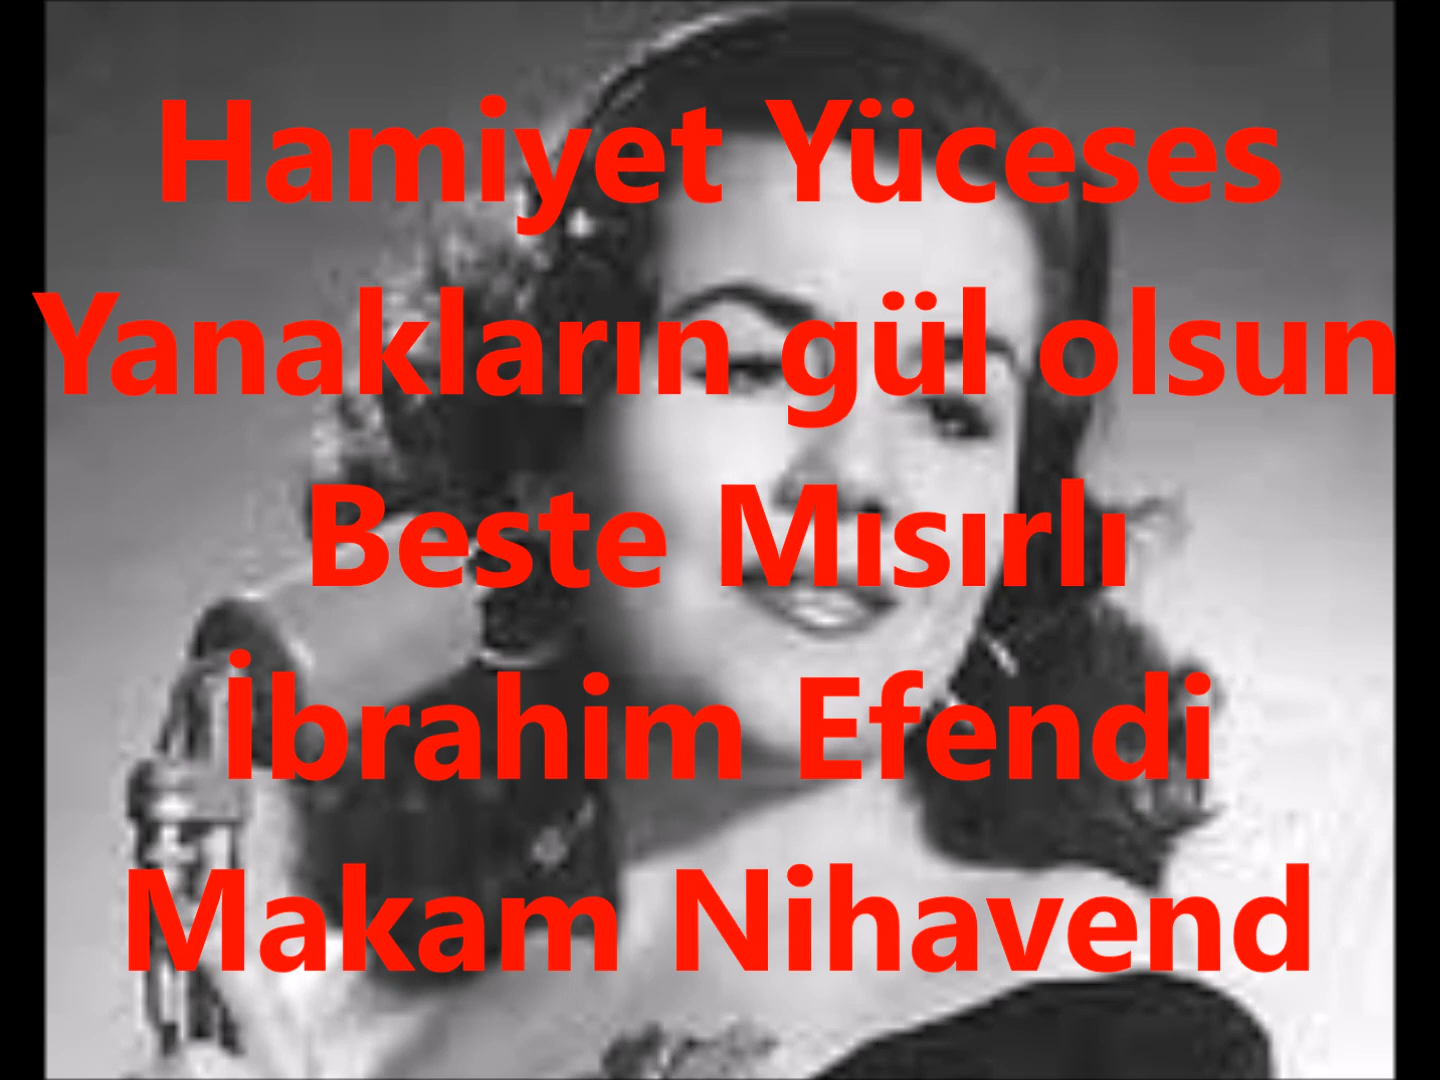 Hamiyet Yüceses
Yanakların gül olsun
Beste Mısırlı
İbrahim Efendi
Makam Nihavend